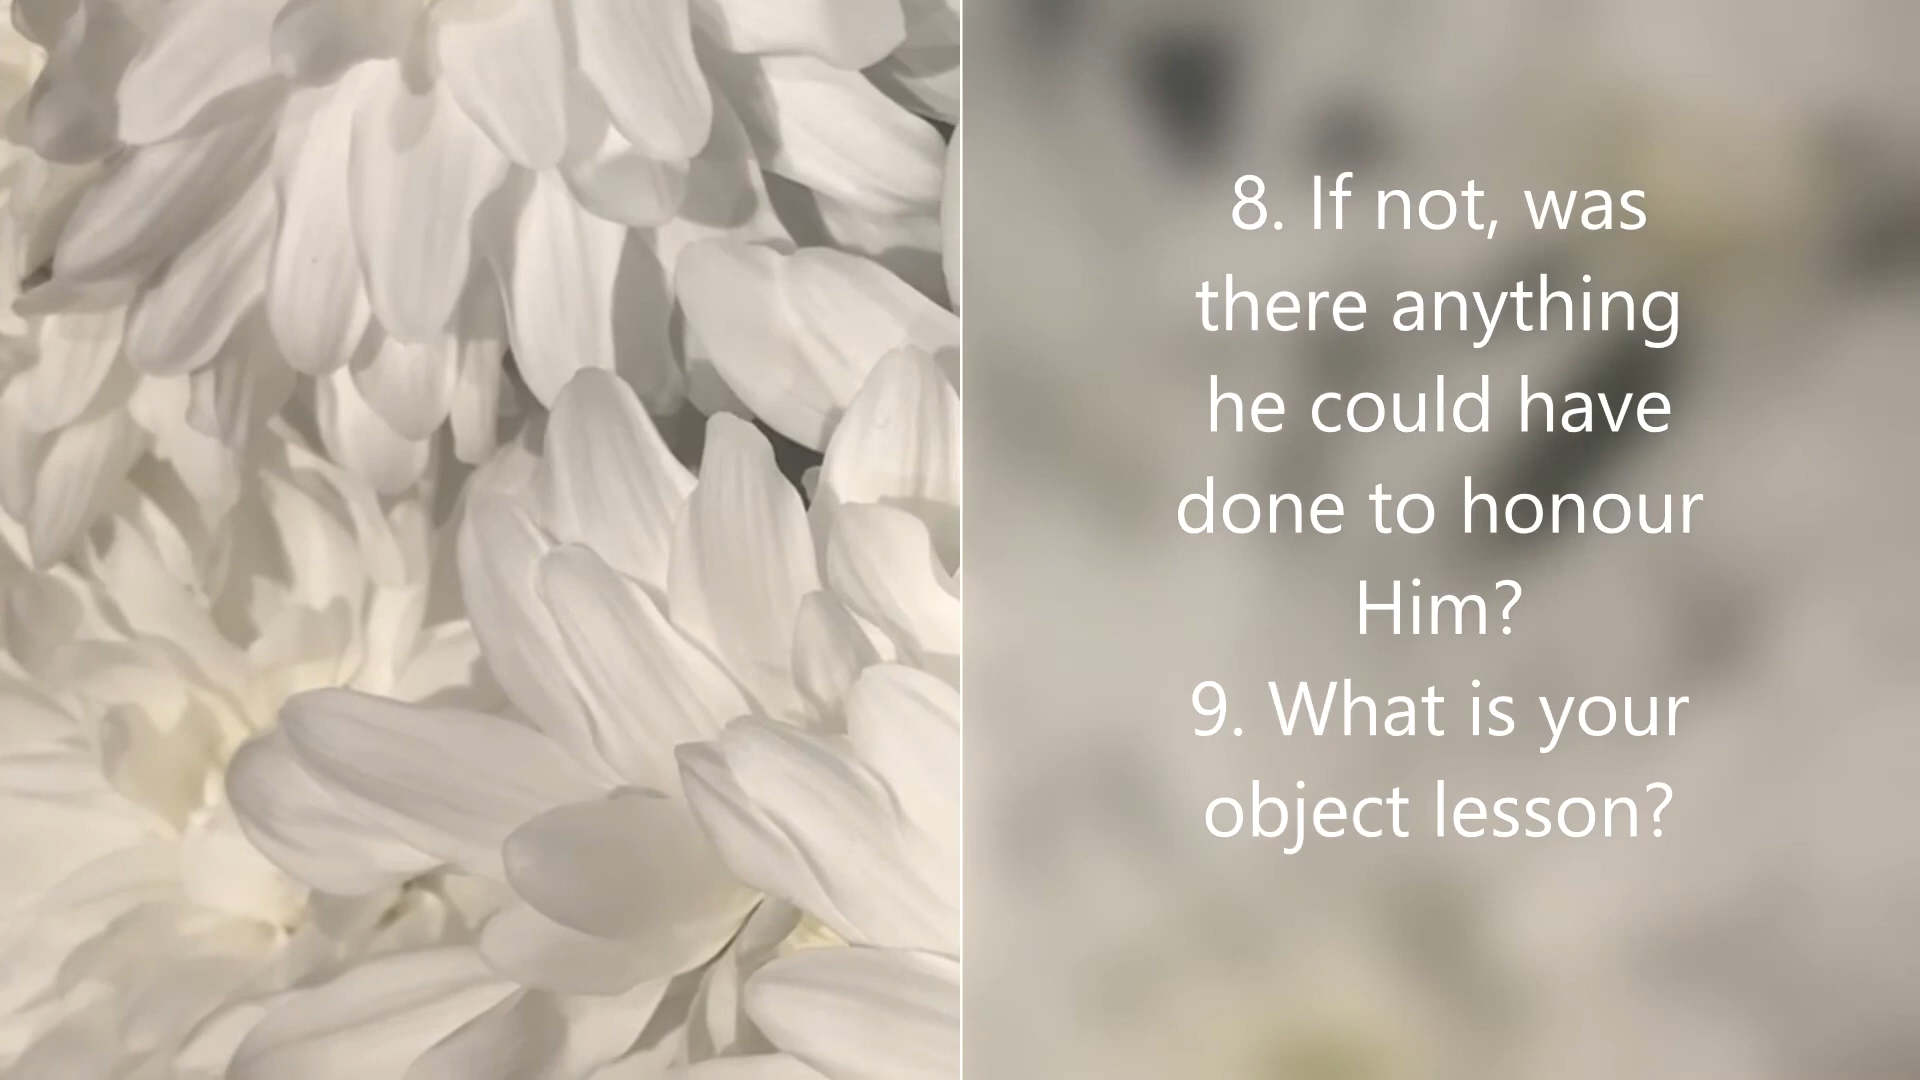 8. If not, was
there anything
he could have
done to honour
Him?
9. What is your
object lesson?